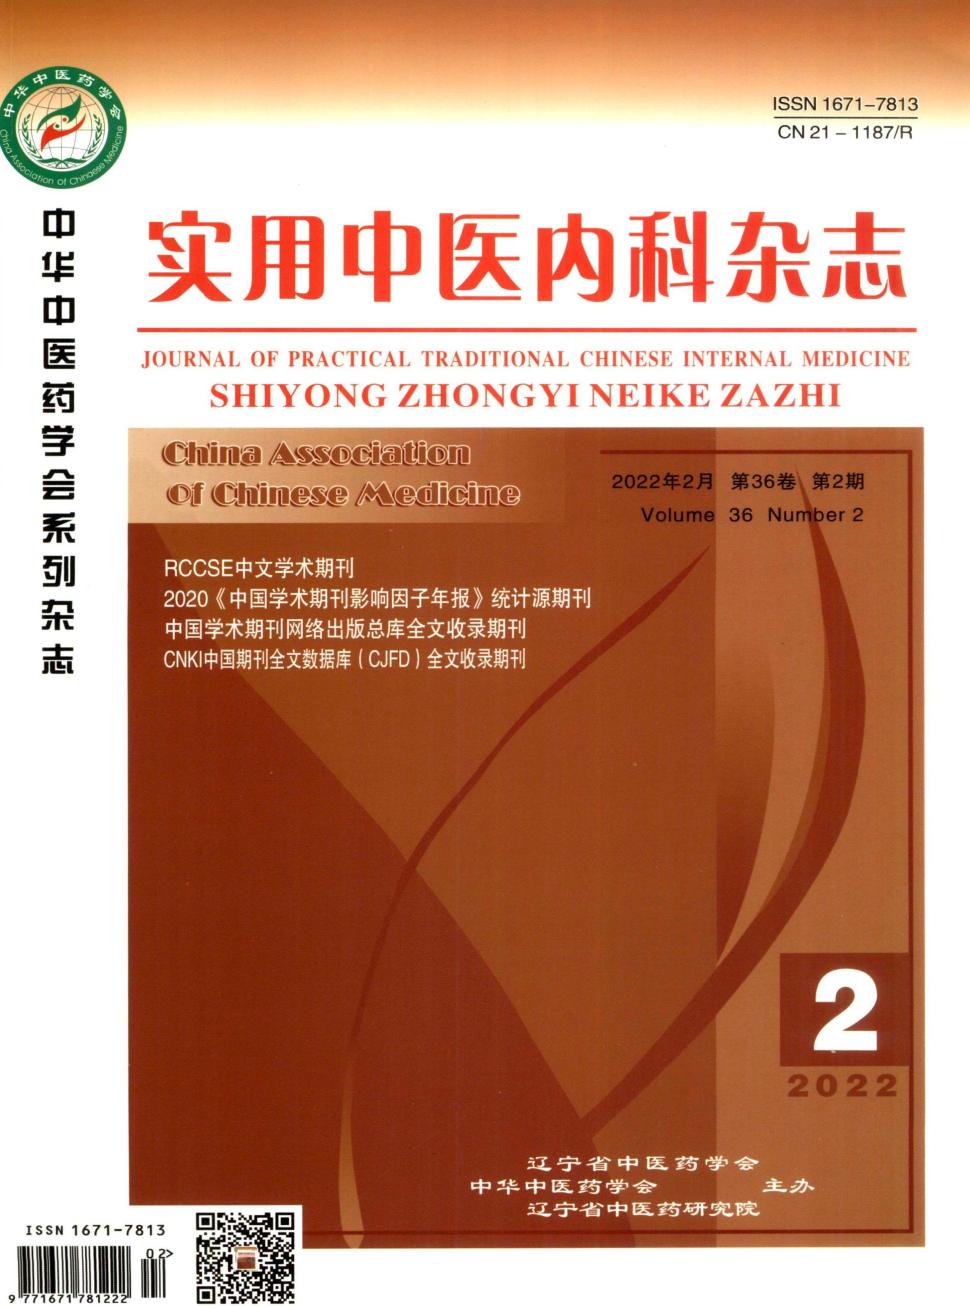 中华中医药学会
China Association of Chinaese Medicine
ISSN 1671-7813
CN 21-1187/R
中华中医药学会系列杂志
实用中医内科杂志
JOURNAL OF PRACTICAL TRADITIONAL CHINESE INTERNAL MEDICINE
SHIYONG ZHONGYI NEIKE ZAZHI
China Association
Of Chinese Medicine
2022年2月 第36卷 第2期
Volume 36 Number 2
RCCSE中文学术期刊
2020《中国学术期刊影响因子年报》统计源期刊
中国学术期刊网络出版总库全文收录期刊
CNKI中国期刊全文数据库(CJFD)全文收录期刊
2
2022
辽宁省中医药学会
中华中医药学会 主办
辽宁省中医药研究院
ISSN 1671-7813
02>
9 771671 781222